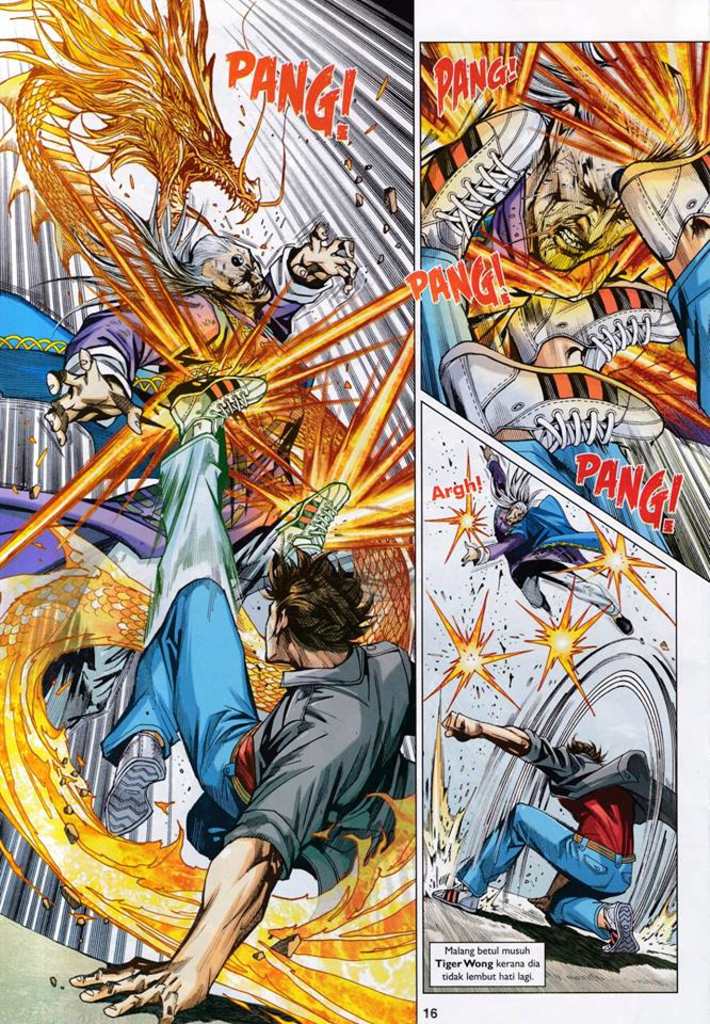 PANG!
PANG!
PANG!
PANG!
Argh!
Malang betul musuh
Tiger Wong kerana dia
tidak lembut hati lagi.
16